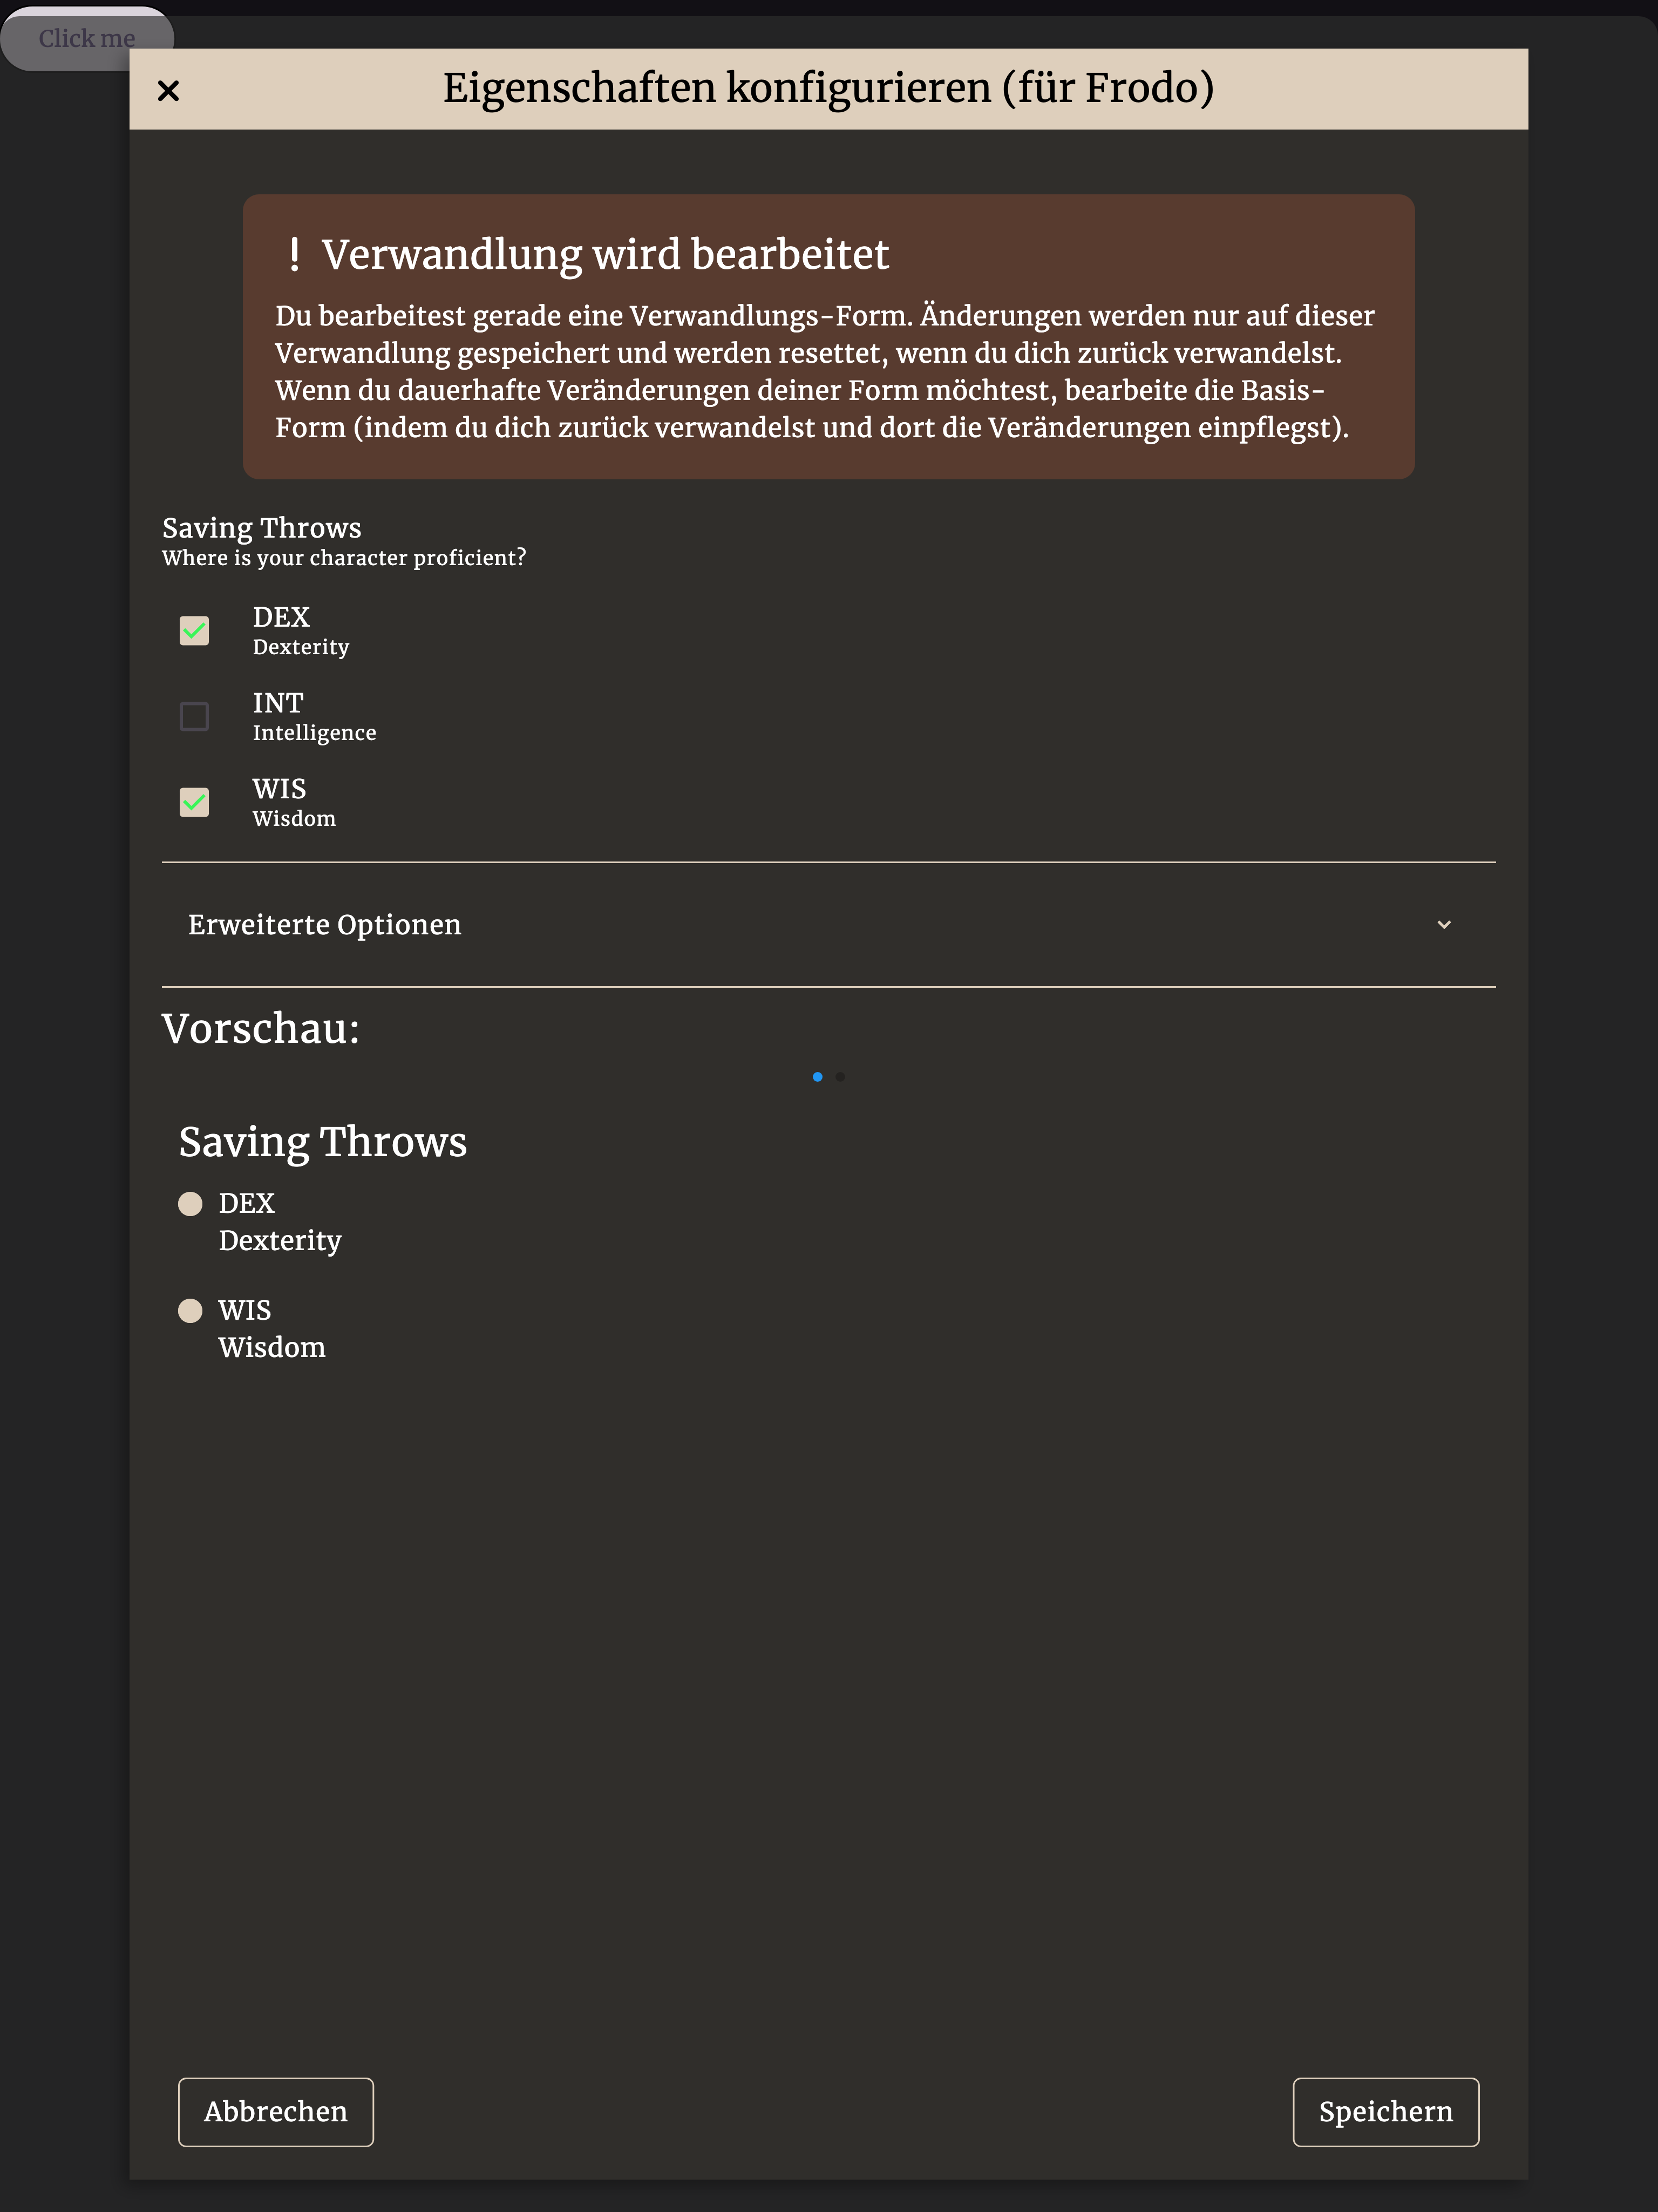 Click me
Eigenschaften konfigurieren (für Frodo)
! Verwandlung wird bearbeitet
Du bearbeitest gerade eine Verwandlungs-Form. Änderungen werden nur auf dieser
Verwandlung gespeichert und werden resettet, wenn du dich zurück verwandelst.
Wenn du dauerhafte Veränderungen deiner Form möchtest, bearbeite die Basis-
Form (indem du dich zurück verwandelst und dort die Veränderungen einpflegst).
Saving Throws
Where is your character proficient?
DEX
Dexterity
INT
Intelligence
WIS
Wisdom
Erweiterte Optionen
Vorschau:
Saving Throws
DEX
Dexterity
WIS
Wisdom
Abbrechen
Speichern